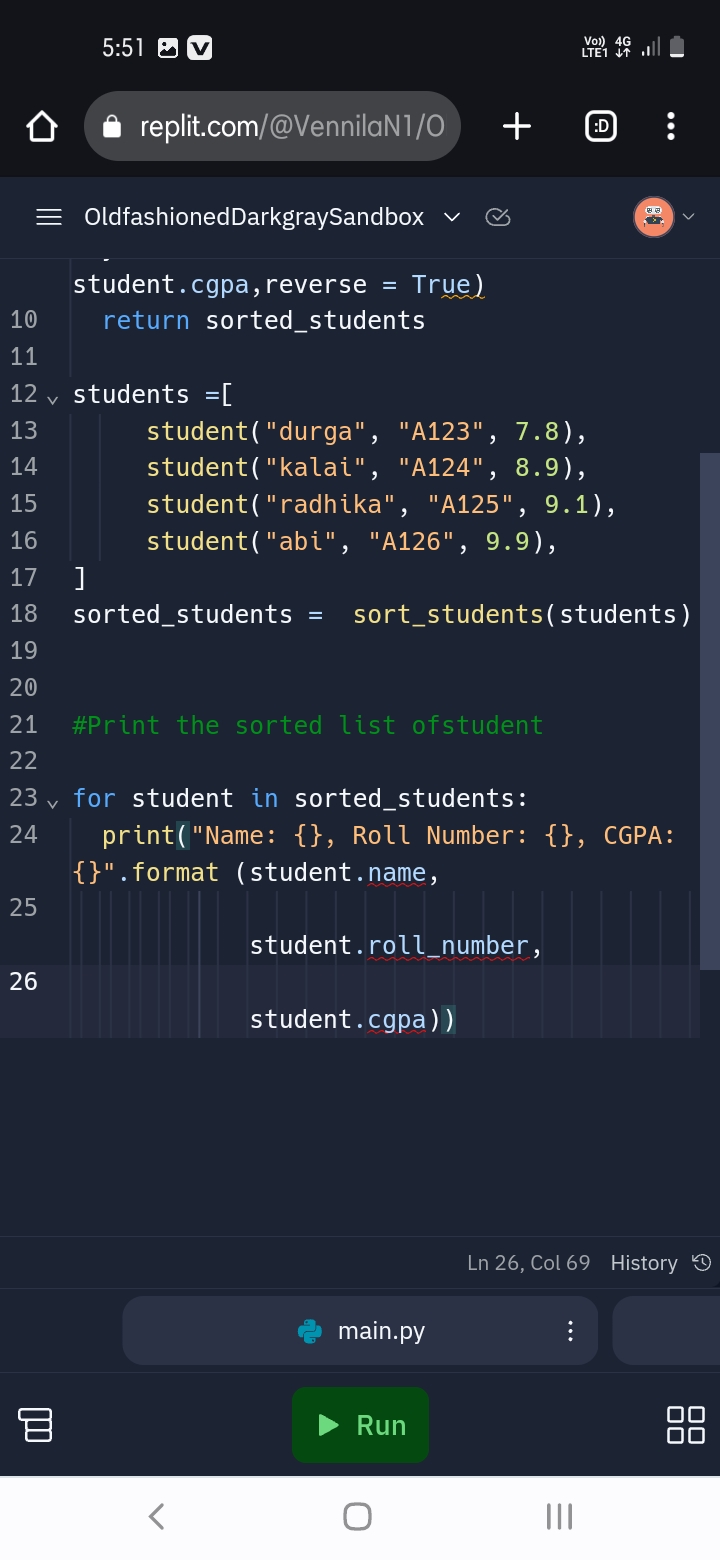 5:51
Vo)) LTE1 4G
replit.com/@VennilaN1/O
:D
OldfashionedDarkgraySandbox
student.cgpa,reverse = True)
10 return sorted_students
11
12 students =[
13 student("durga", "A123", 7.8),
14 student("kalai", "A124", 8.9),
15 student("radhika", "A125", 9.1),
16 student("abi", "A126", 9.9),
17 ]
18 sorted_students =  sort_students(students)
19
20
21 #Print the sorted list ofstudent
22
23 for student in sorted_students:
24 print("Name: {}, Roll Number: {}, CGPA:
{}".format (student.name,
25
student.roll_number,
26
student.cgpa))
Ln 26, Col 69 History
main.py
Run